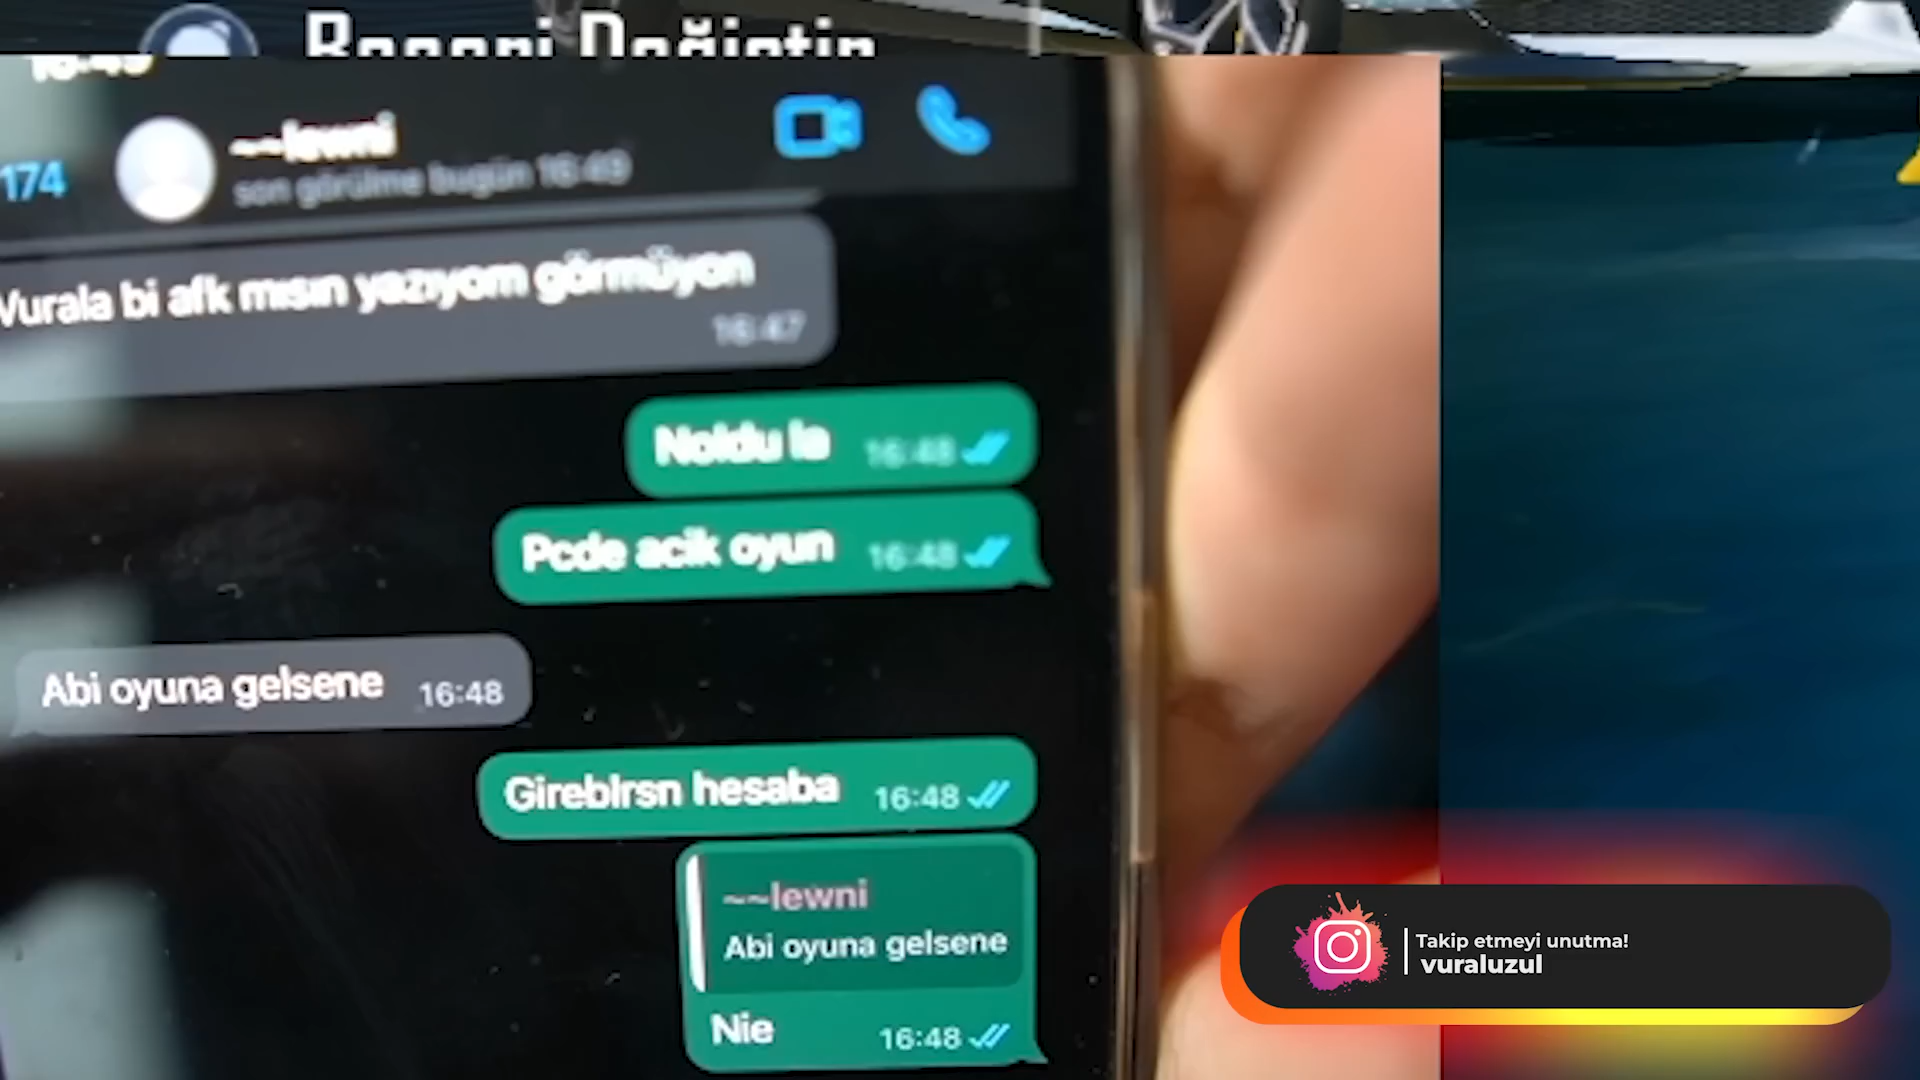 174
~~lewni
son görülme bugün 16:49
Vurala bi afk mısın yazıyom görmüyon
16:47
Noldu la 16:48
Pcde acik oyun 16:48
Abi oyuna gelsene 16:48
Gireblrsn hesaba 16:48
~~lewni
Abi oyuna gelsene
Nie 16:48
Takip etmeyi unutma!
vuraluzul